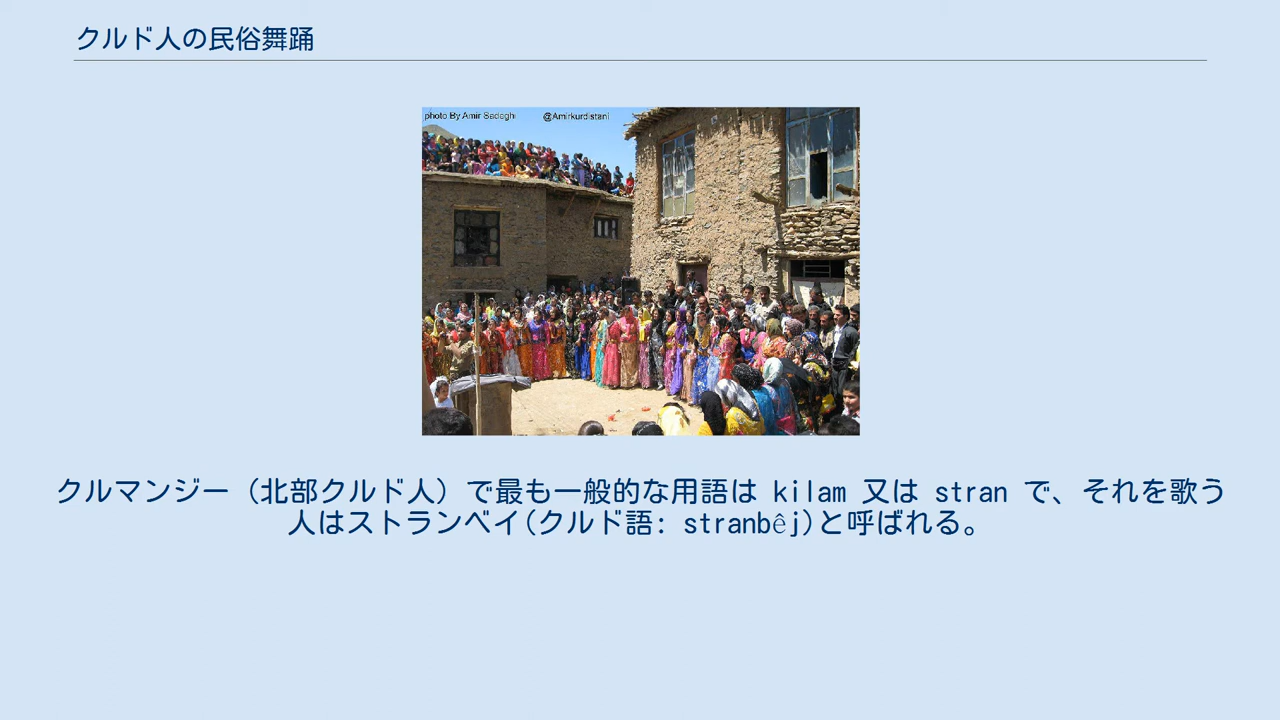 クルド人の民俗舞踊
photo By Amir Sadeghi @Amirkurdistani
クルマンジー（北部クルド人）で最も一般的な用語は kilam 又は stran で、それを歌う
人はストランベイ(クルド語: stranbêj)と呼ばれる。